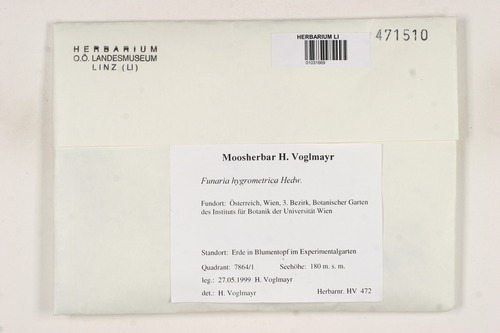 HERBARIUM
O.Ö. LANDESMUSEUM
LINZ (LI)
HERBARIUM LI
01031669
471510
Moosherbar H. Voglmayr
Funaria hygrometrica Hedw.
Fundort: Österreich, Wien, 3. Bezirk, Botanischer Garten
des Instituts für Botanik der Universität Wien
Standort: Erde in Blumentopf im Experimentalgarten
Quadrant: 7864/1 Seehöhe: 180 m. s. m.
leg.: 27.05.1999 H. Voglmayr
det.: H. Voglmayr Herbarnr. HV 472